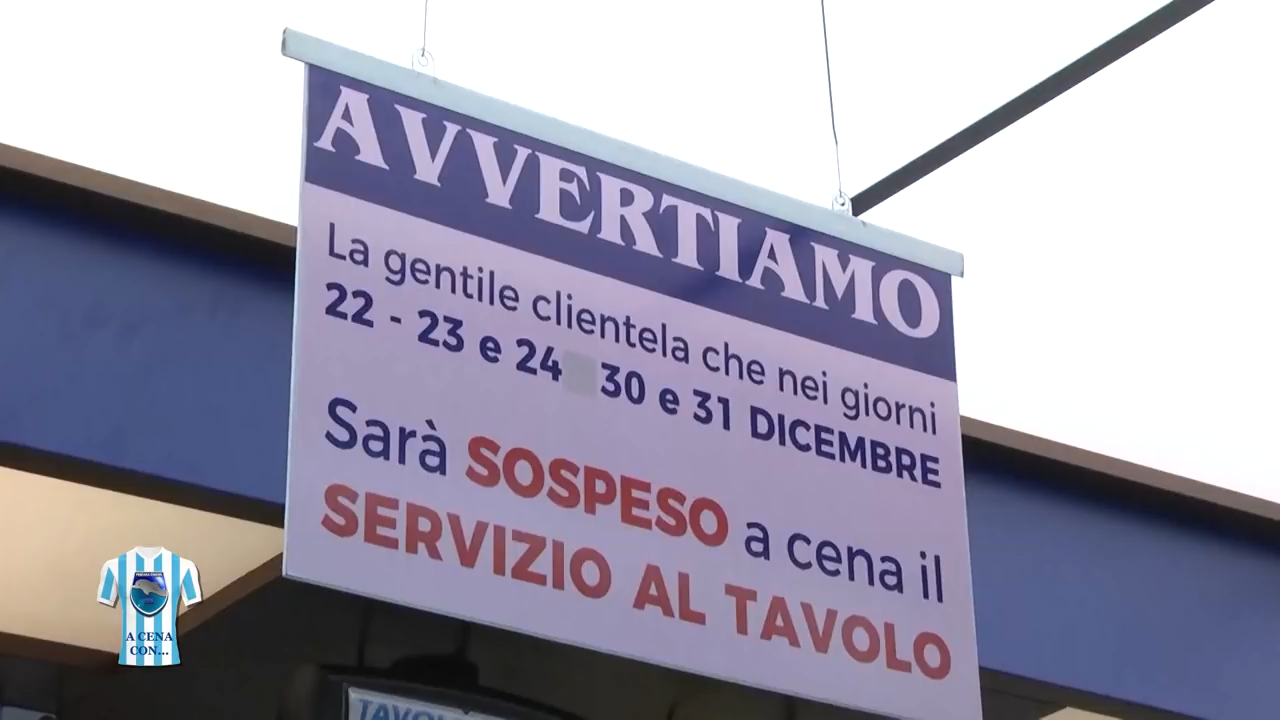 AVVERTIAMO
La gentile clientela che nei giorni
22 - 23 e 24 30 e 31 DICEMBRE
Sarà SOSPESO a cena il
SERVIZIO AL TAVOLO
A CENA
CON...